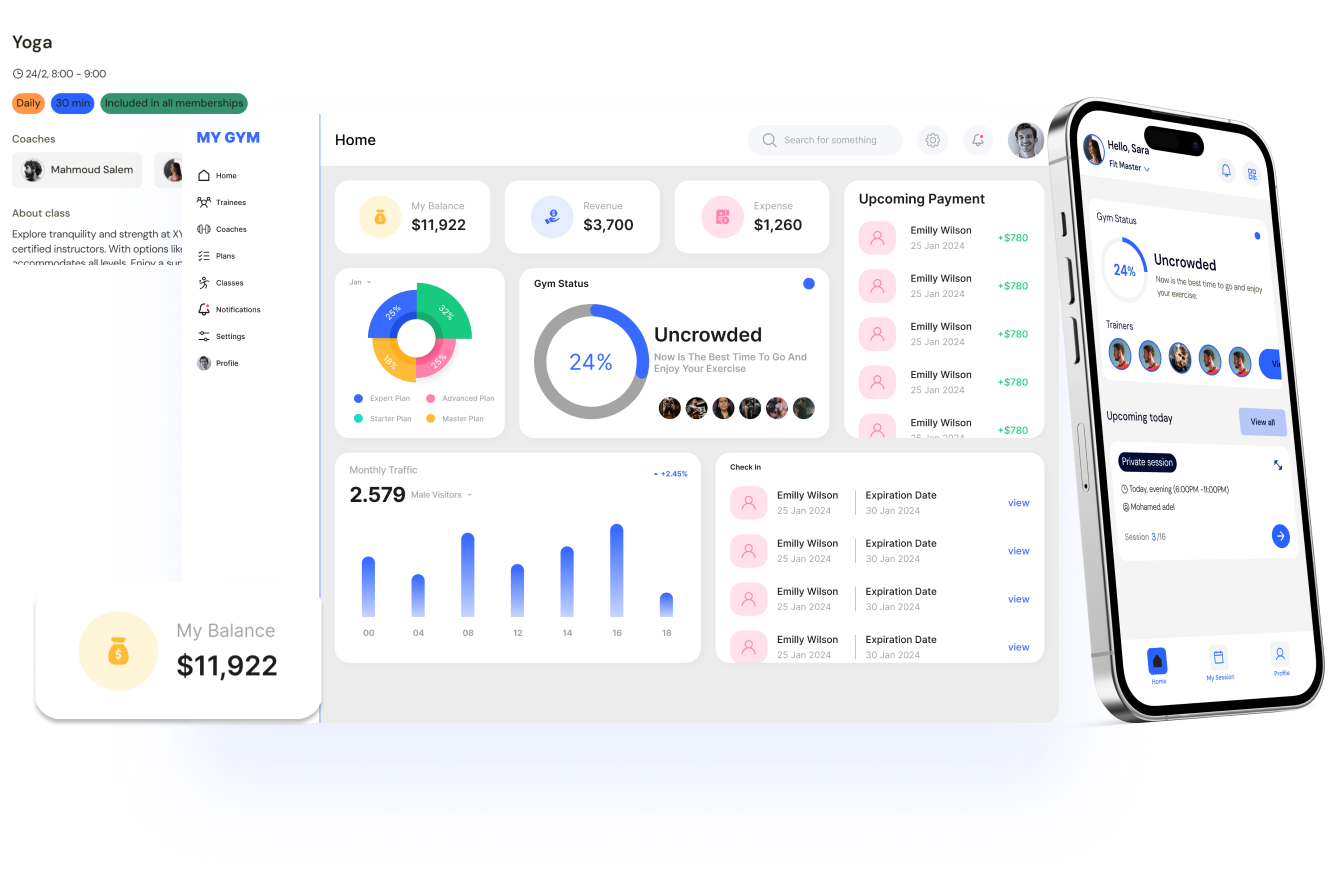 Yoga
24/2, 8:00 - 9:00
Daily 30 min Included in all memberships
Coaches
Mahmoud Salem
About class
Explore tranquility and strength at XY
certified instructors. With options like
accommodates all levels. Enjoy a
MY GYM
Home
Trainees
Coaches
Plans
Classes
Notifications
Settings
Profile
My Balance
$11,922
Home
Search for something
My Balance
$11,922
Revenue
$3,700
Expense
$1,260
Upcoming Payment
Emilly Wilson
25 Jan 2024
+$780
Emilly Wilson
25 Jan 2024
+$780
Emilly Wilson
25 Jan 2024
+$780
Emilly Wilson
25 Jan 2024
+$780
Emilly Wilson
25 Jan 2024
+$780
Jan
25%
32%
18%
25%
Expert Plan
Advanced Plan
Starter Plan
Master Plan
Gym Status
24%
Uncrowded
Now Is The Best Time To Go And
Enjoy Your Exercise
Monthly Traffic
2.579 Male Visitors
+2.45%
00 04 08 12 14 16 18
Check In
Emilly Wilson
25 Jan 2024
Expiration Date
30 Jan 2024
view
Emilly Wilson
25 Jan 2024
Expiration Date
30 Jan 2024
view
Emilly Wilson
25 Jan 2024
Expiration Date
30 Jan 2024
view
Emilly Wilson
25 Jan 2024
Expiration Date
30 Jan 2024
view
Hello, Sara
Fit Master
Gym Status
24%
Uncrowded
Now is the best time to go and enjoy
your exercise.
Trainers
Upcoming today
View all
Private session
Today, evening (6:00PM -11:00PM)
Mohamed adel
Session 3/16
Home
My Session
Profile